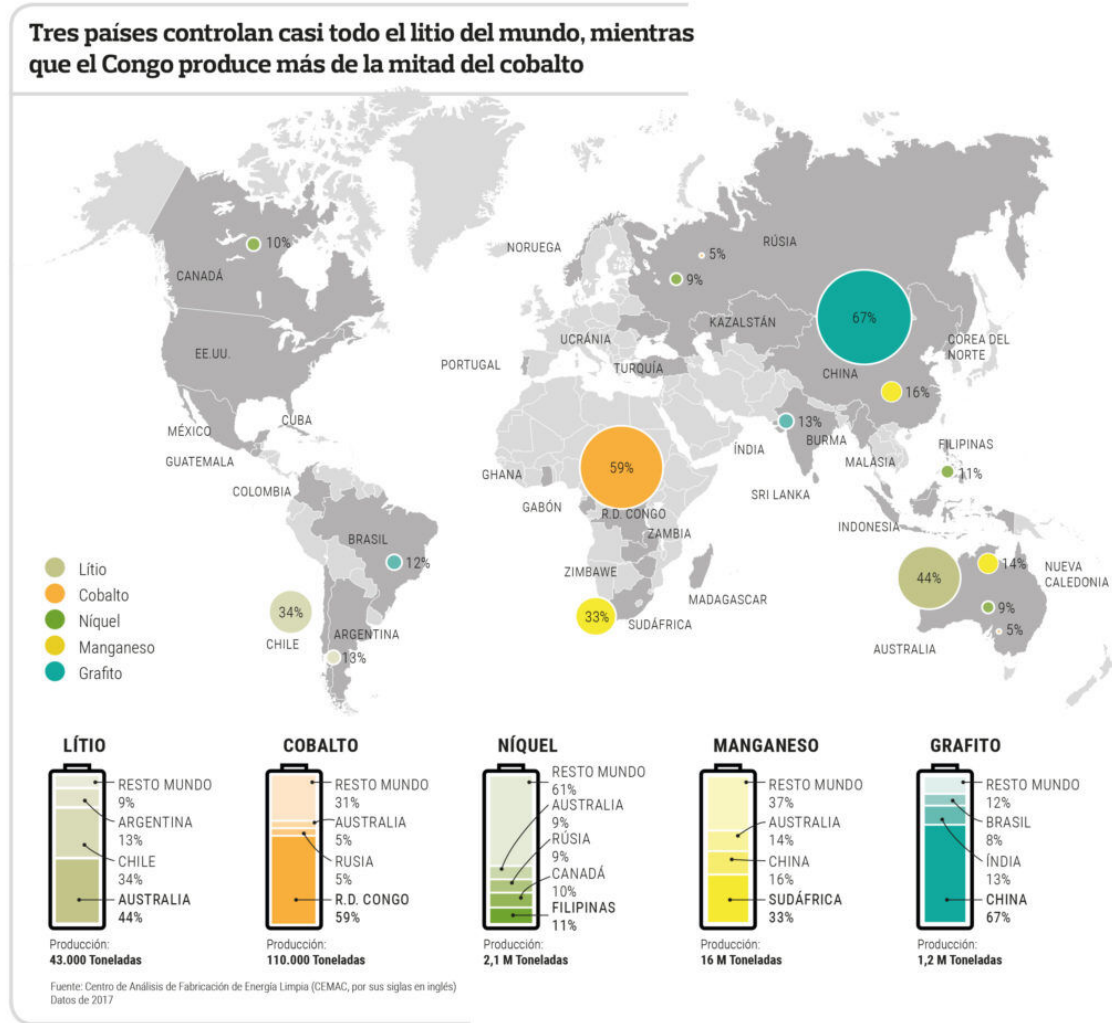 Tres países controlan casi todo el litio del mundo, mientras
que el Congo produce más de la mitad del cobalto
10%
CANADÁ
NORUEGA
RÚSIA
5%
9%
67%
KAZALSTÁN
UCRÁNIA
EE.UU.
PORTUGAL
TURQUÍA
CHINA
COREA DEL
NORTE
16%
MÉXICO
CUBA
GUATEMALA
13%
ÍNDIA
BURMA
FILIPINAS
MALASIA
11%
COLOMBIA
GHANA
59%
SRI LANKA
GABÓN
R.D. CONGO
INDONESIA
ZAMBIA
BRASIL
12%
ZIMBAWE
44%
14%
NUEVA
CALEDONIA
MADAGASCAR
34%
33%
SUDÁFRICA
9%
CHILE
ARGENTINA
5%
13%
AUSTRALIA
Lítio
Cobalto
Níquel
Manganeso
Grafito
LÍTIO
RESTO MUNDO
9%
ARGENTINA
13%
CHILE
34%
AUSTRALIA
44%
Producción:
43.000 Toneladas
COBALTO
RESTO MUNDO
31%
AUSTRALIA
5%
RUSIA
5%
R.D. CONGO
59%
Producción:
110.000 Toneladas
NÍQUEL
RESTO MUNDO
61%
AUSTRALIA
9%
RÚSIA
9%
CANADÁ
10%
FILIPINAS
11%
Producción:
2,1 M Toneladas
MANGANESO
RESTO MUNDO
37%
AUSTRALIA
14%
CHINA
16%
SUDÁFRICA
33%
Producción:
16 M Toneladas
GRAFITO
RESTO MUNDO
12%
BRASIL
8%
ÍNDIA
13%
CHINA
67%
Producción:
1,2 M Toneladas
Fuente: Centro de Análisis de Fabricación de Energía Limpia (CEMAC, por sus siglas en inglés)
Datos de 2017